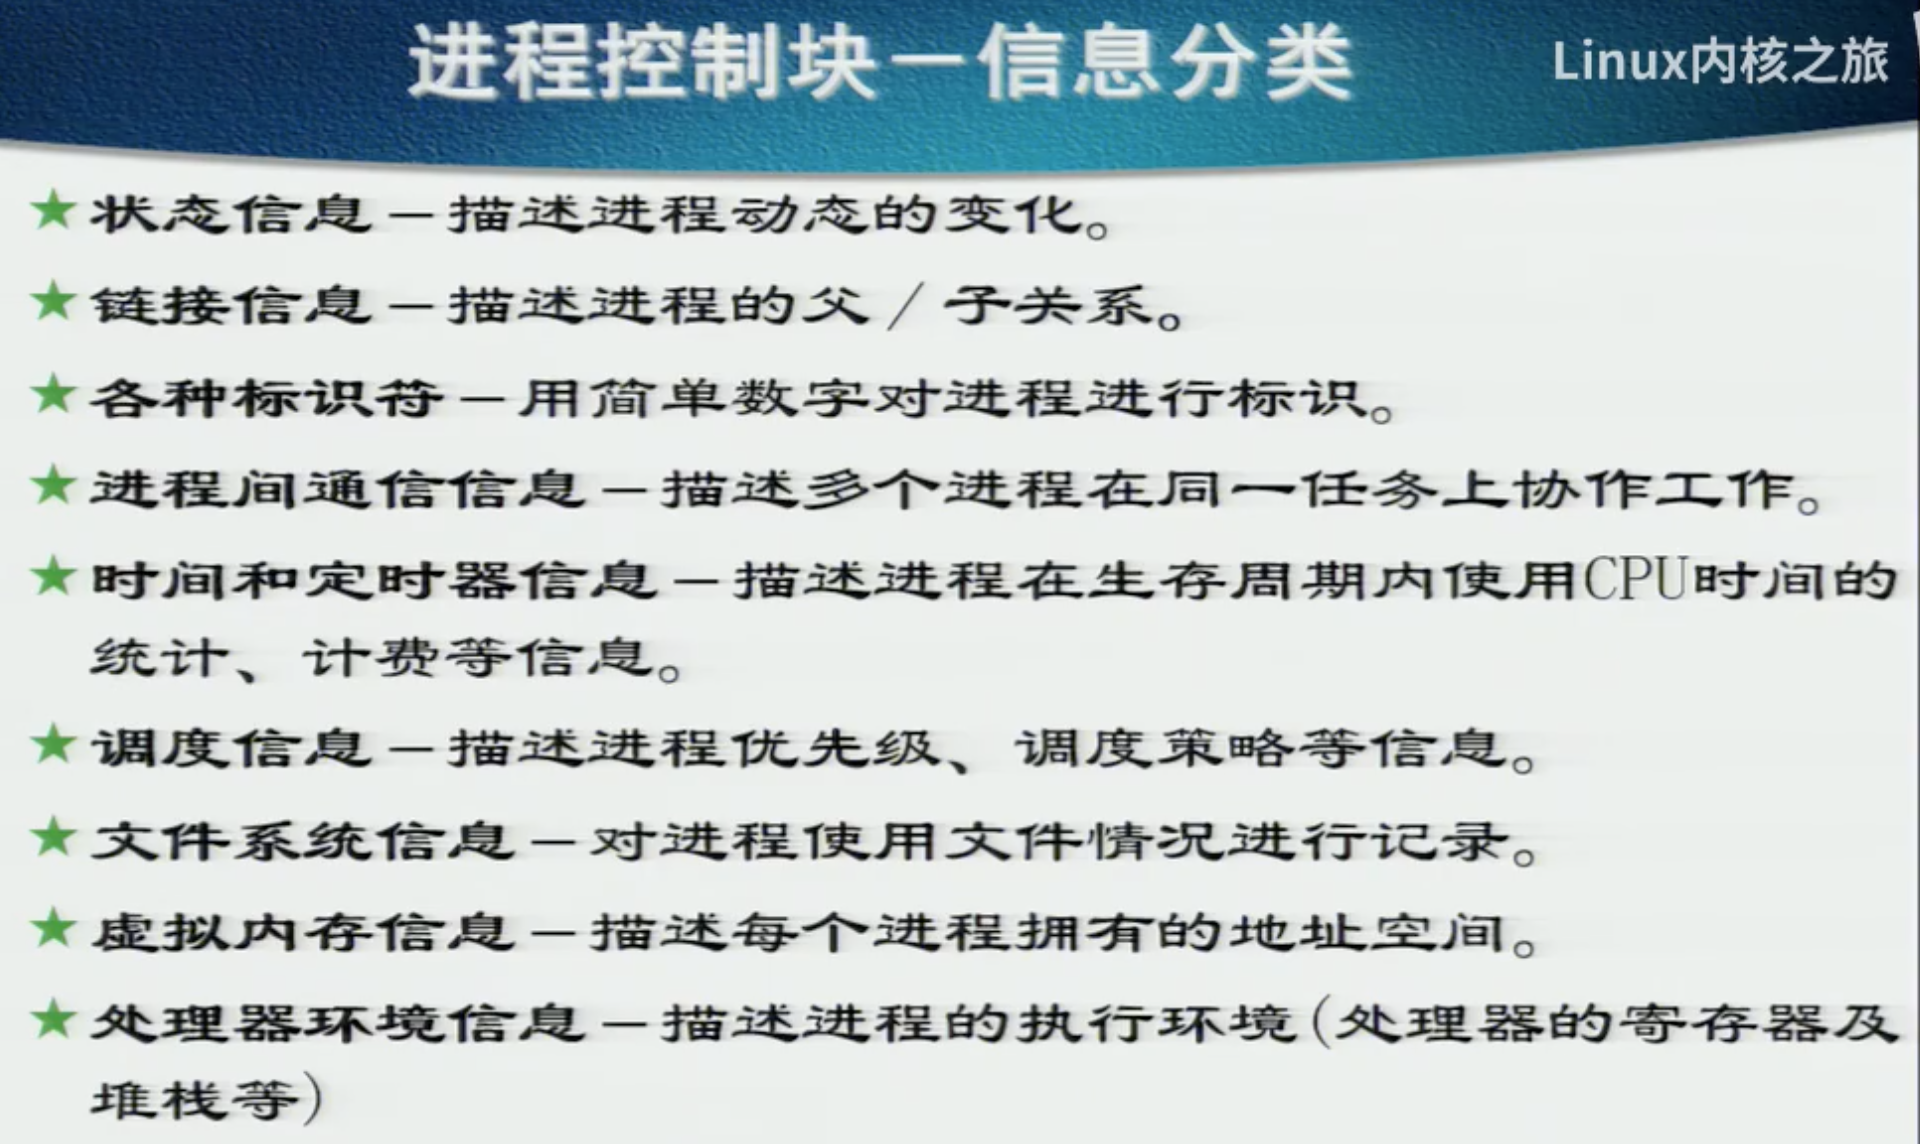 进程控制块－信息分类
Linux内核之旅
★状态信息－描述进程动态的变化。
★链接信息－描述进程的父／子关系。
★各种标识符－用简单数字对进程进行标识。
★进程间通信信息－描述多个进程在同一任务上协作工作。
★时间和定时器信息－描述进程在生存周期内使用CPU时间的
统计、计费等信息。
★调度信息－描述进程优先级、调度策略等信息。
★文件系统信息－对进程使用文件情况进行记录。
★虚拟内存信息－描述每个进程拥有的地址空间。
★处理器环境信息－描述进程的执行环境(处理器的寄存器及
堆栈等)